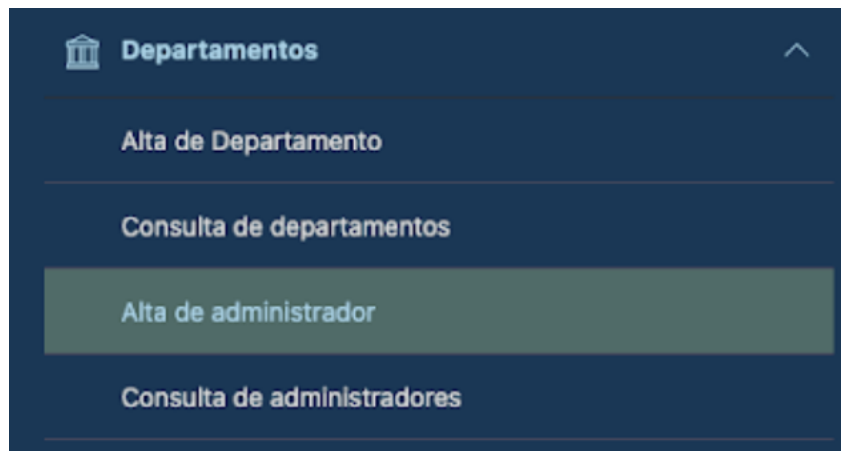 Departamentos
Alta de Departamento
Consulta de departamentos
Alta de administrador
Consulta de administradores